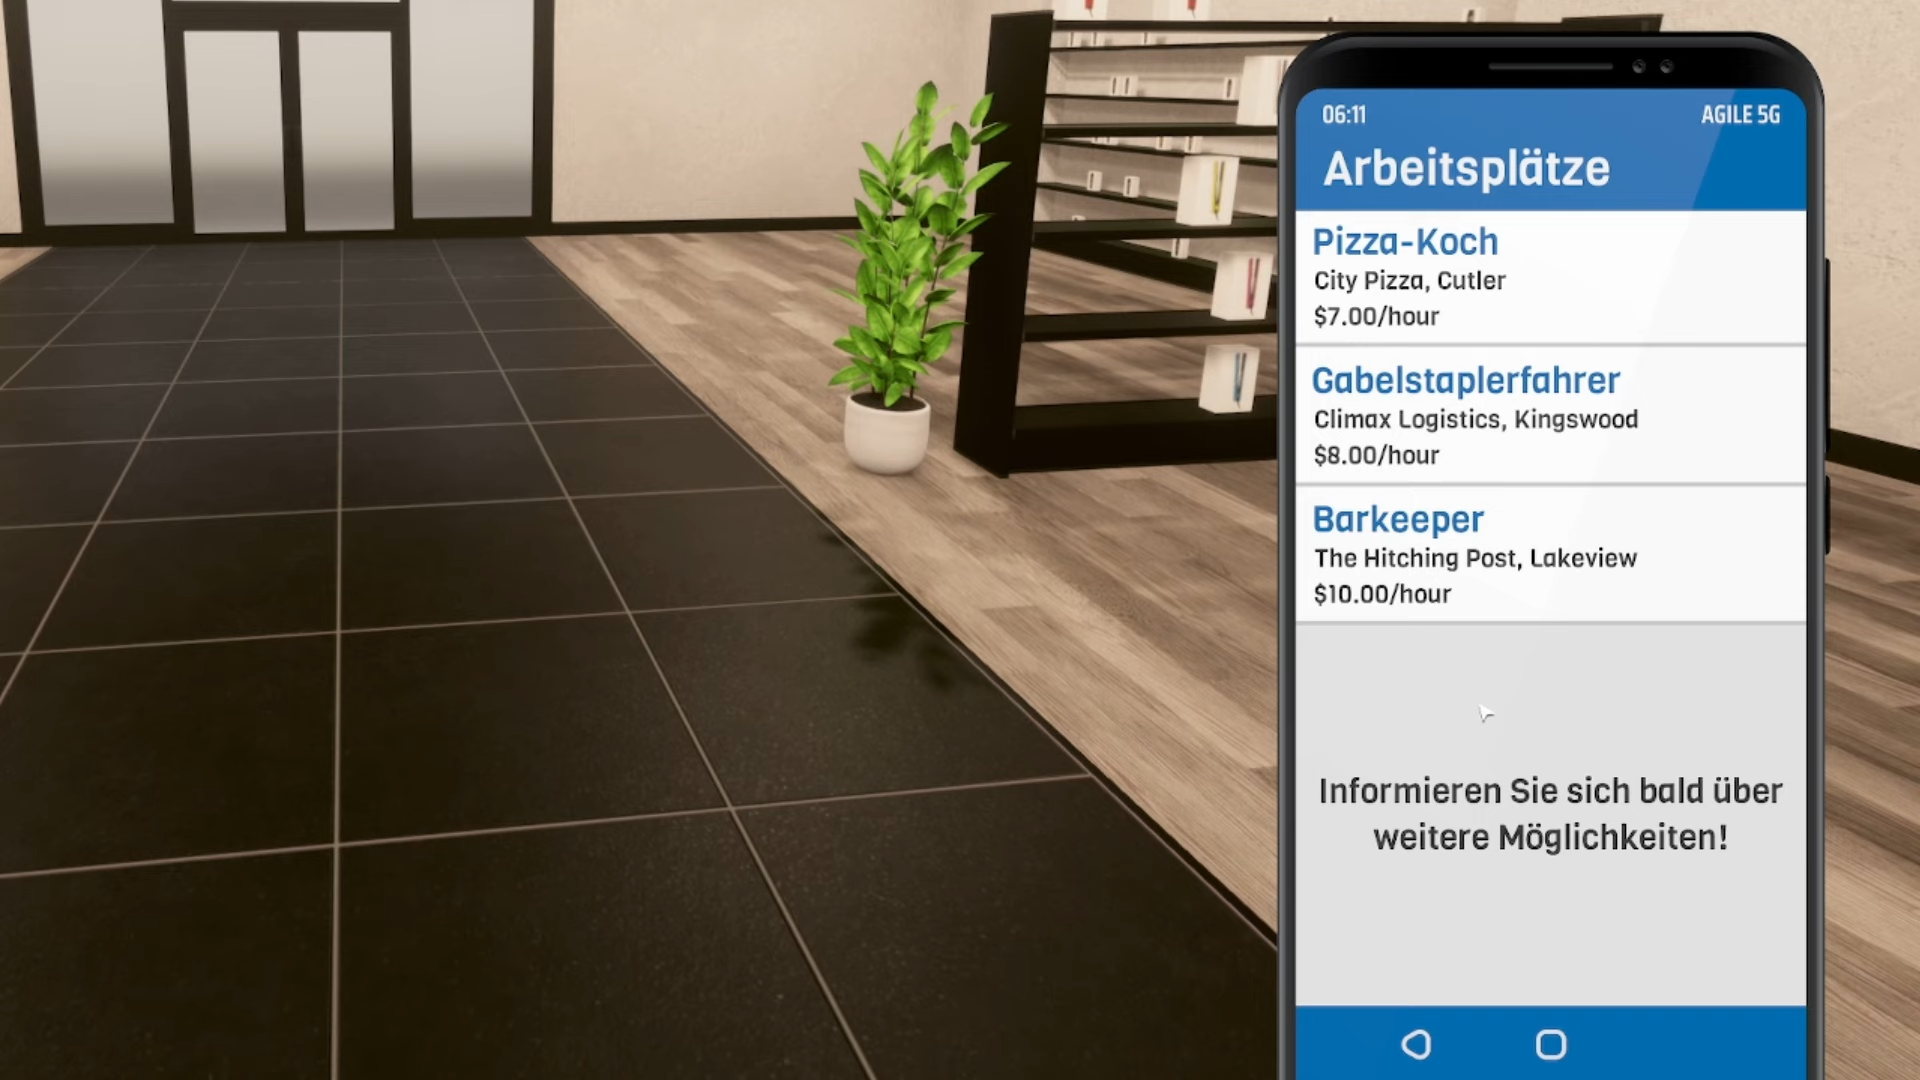 06:11 AGILE 5G
Arbeitsplätze
Pizza-Koch
City Pizza, Cutler
$7.00/hour
Gabelstaplerfahrer
Climax Logistics, Kingswood
$8.00/hour
Barkeeper
The Hitching Post, Lakeview
$10.00/hour
Informieren Sie sich bald über
weitere Möglichkeiten!